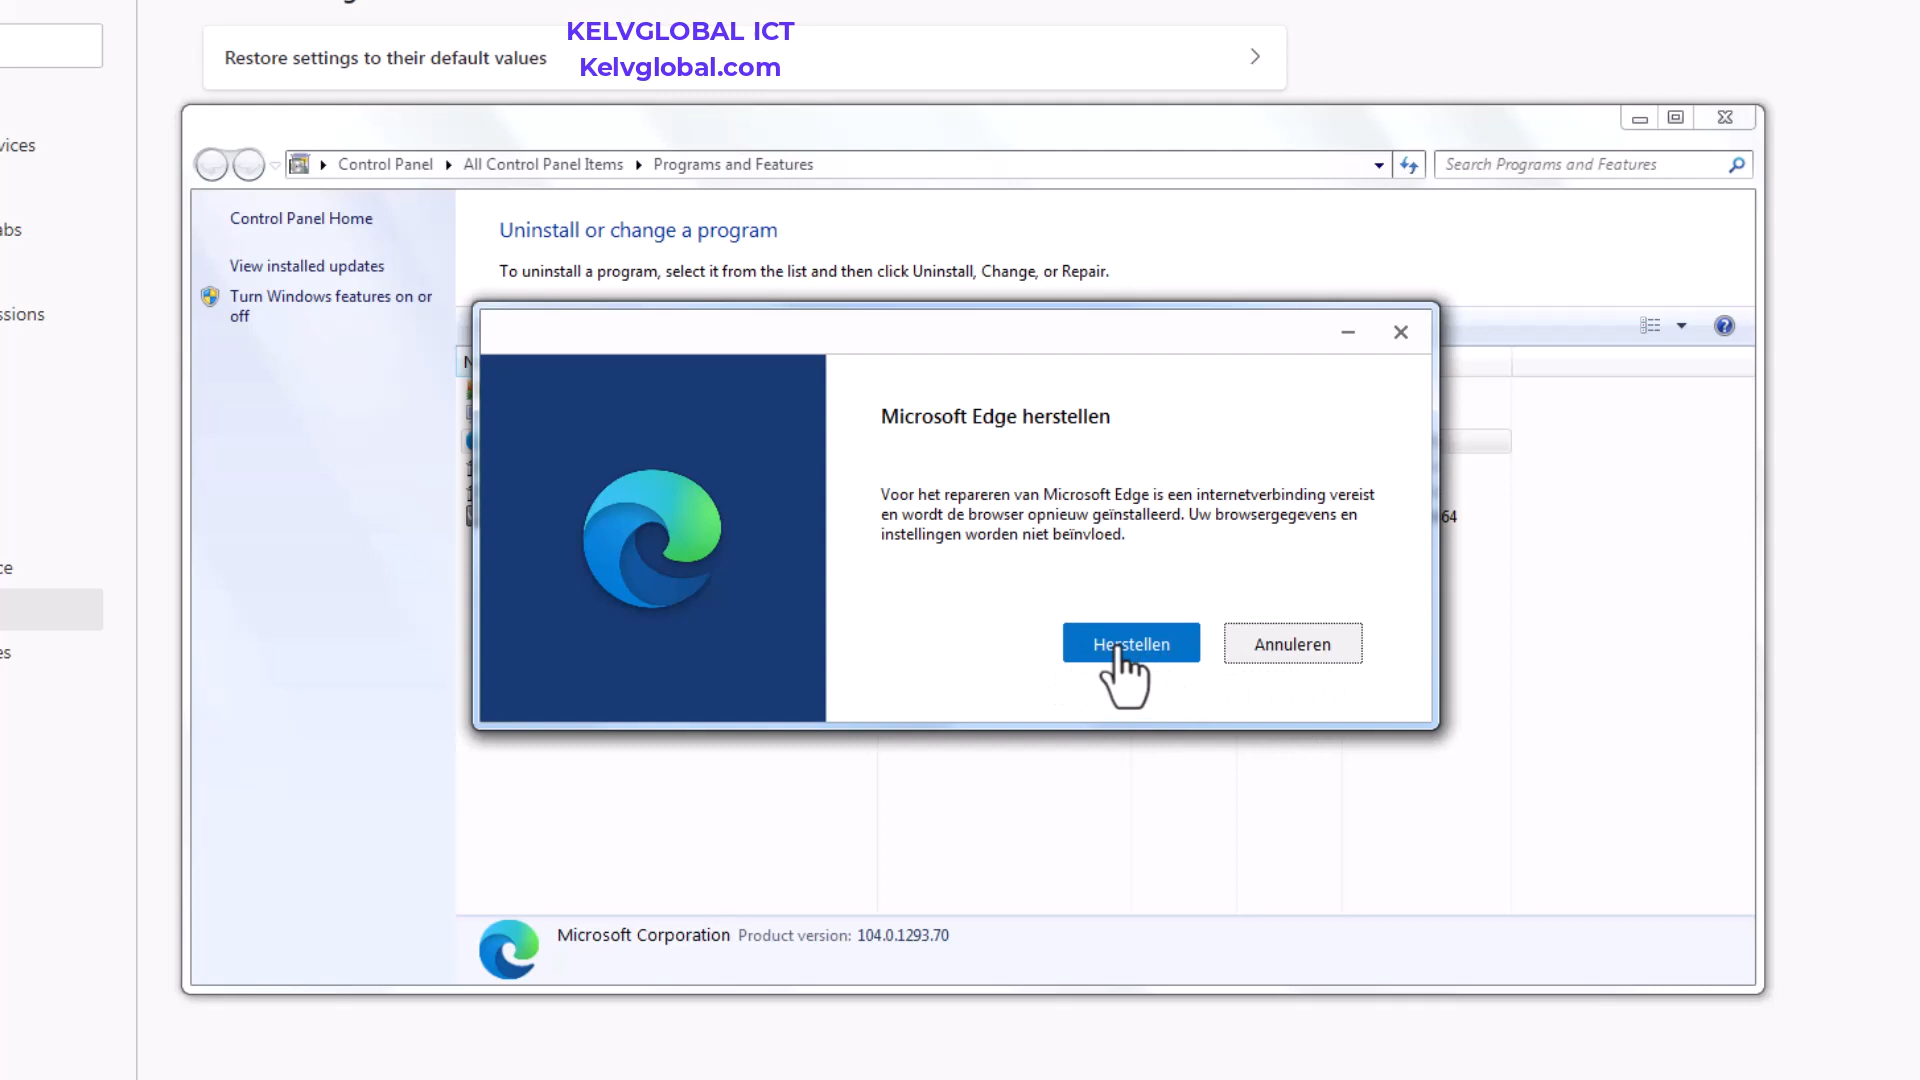 KELVGLOBAL ICT
Restore settings to their default values
Kelvglobal.com
Control Panel
All Control Panel Items
Programs and Features
Search Programs and Features
Control Panel Home
View installed updates
Turn Windows features on or
off
Uninstall or change a program
To uninstall a program, select it from the list and then click Uninstall, Change, or Repair.
Microsoft Edge herstellen
Voor het repareren van Microsoft Edge is een internetverbinding vereist
en wordt de browser opnieuw geïnstalleerd. Uw browsergegevens en
instellingen worden niet beïnvloed.
64
Herstellen
Annuleren
Microsoft Corporation Product version: 104.0.1293.70